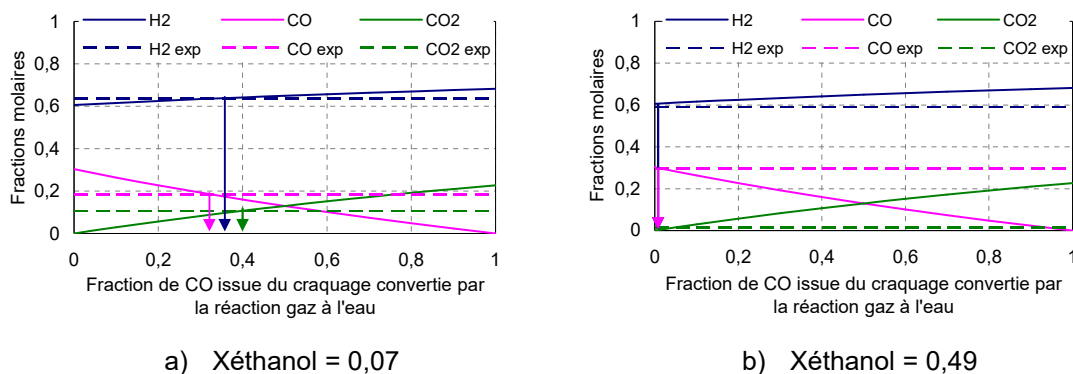 H2 CO CO2
H2 exp CO exp CO2 exp
Fractions molaires
1
0,8
0,6
0,4
0,2
0
0 0,2 0,4 0,6 0,8 1
Fraction de CO issue du craquage convertie par
la réaction gaz à l'eau
a) Xéthanol = 0,07
H2 CO CO2
H2 exp CO exp CO2 exp
Fractions molaires
1
0,8
0,6
0,4
0,2
0
0 0,2 0,4 0,6 0,8 1
Fraction de CO issue du craquage convertie par
la réaction gaz à l'eau
b) Xéthanol = 0,49